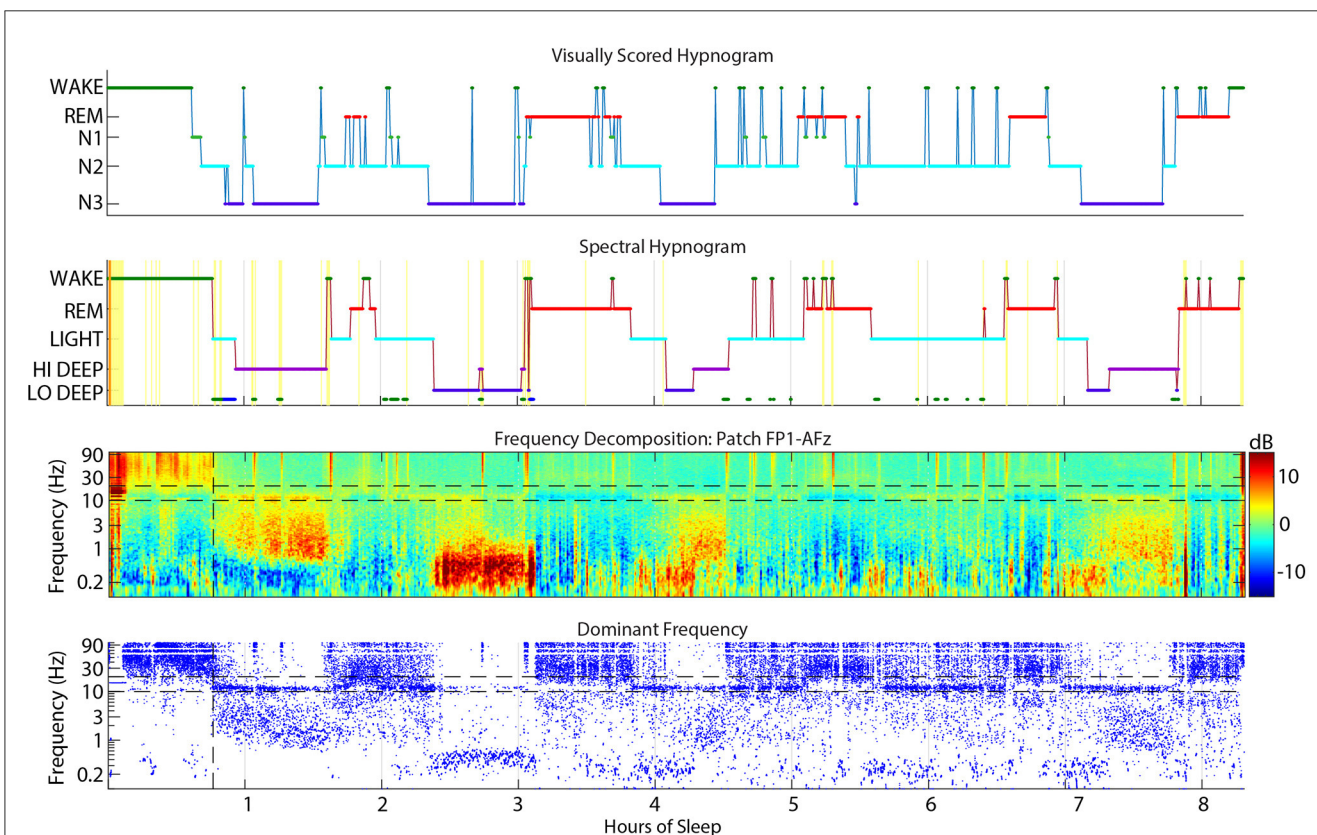 Visually Scored Hypnogram
WAKE
REM
N1
N2
N3
Spectral Hypnogram
WAKE
REM
LIGHT
HI DEEP
LO DEEP
Frequency Decomposition: Patch FP1-AFz
dB
Frequency (Hz)
90
30
10
3
1
0.2
10
0
-10
Dominant Frequency
Frequency (Hz)
90
30
10
3
1
0.2
1 2 3 4 5 6 7 8
Hours of Sleep